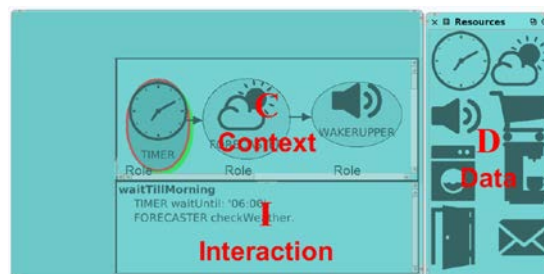 Resources
C
Context
TIMER
WAKERUPPER
Role
Role
Role
D
Data
waitTillMorning
TIMER waitUntil: '06:00'
FORECASTER checkWeather.
I
Interaction